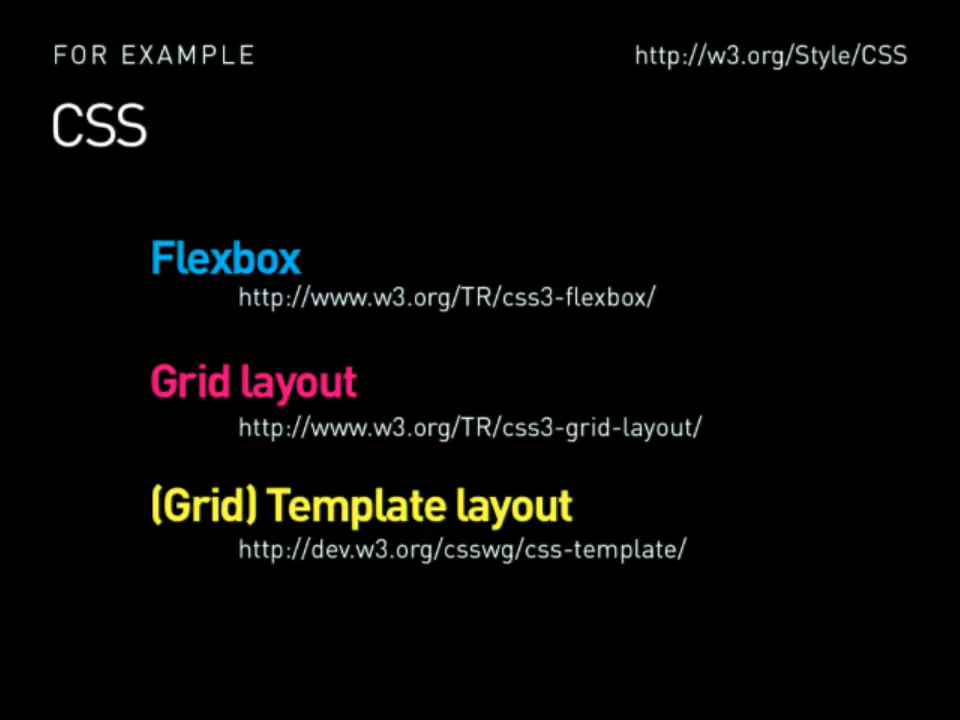 FOR EXAMPLE
http://w3.org/Style/CSS
CSS
Flexbox
http://www.w3.org/TR/css3-flexbox/
Grid layout
http://www.w3.org/TR/css3-grid-layout/
(Grid) Template layout
http://dev.w3.org/csswg/css-template/